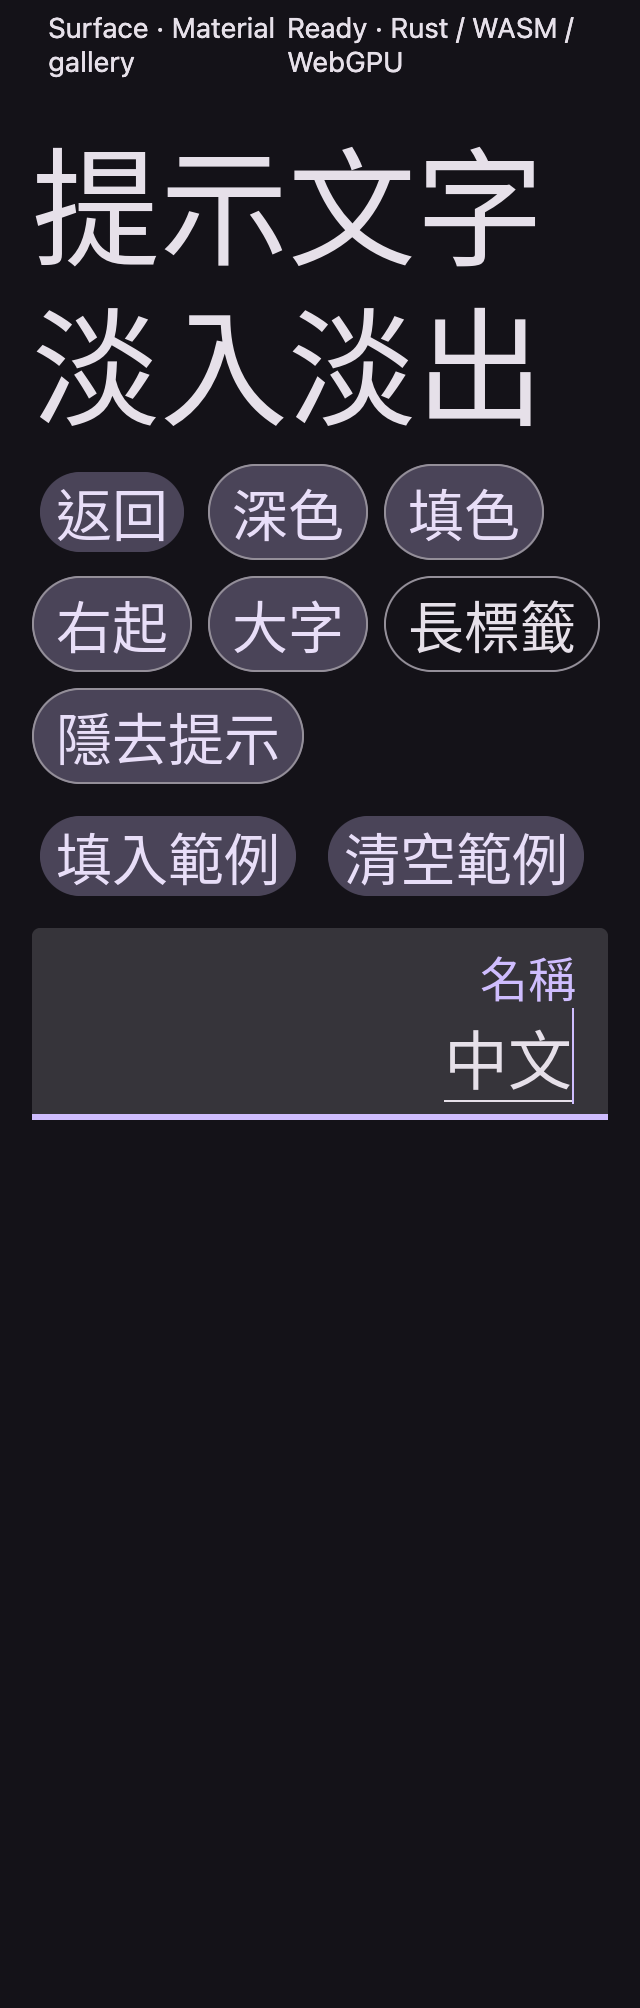 Surface · Material gallery
Ready · Rust / WASM / WebGPU
提示文字
淡入淡出
返回 深色 填色
右起 大字 長標籤
隱去提示
填入範例 清空範例
名稱
中文